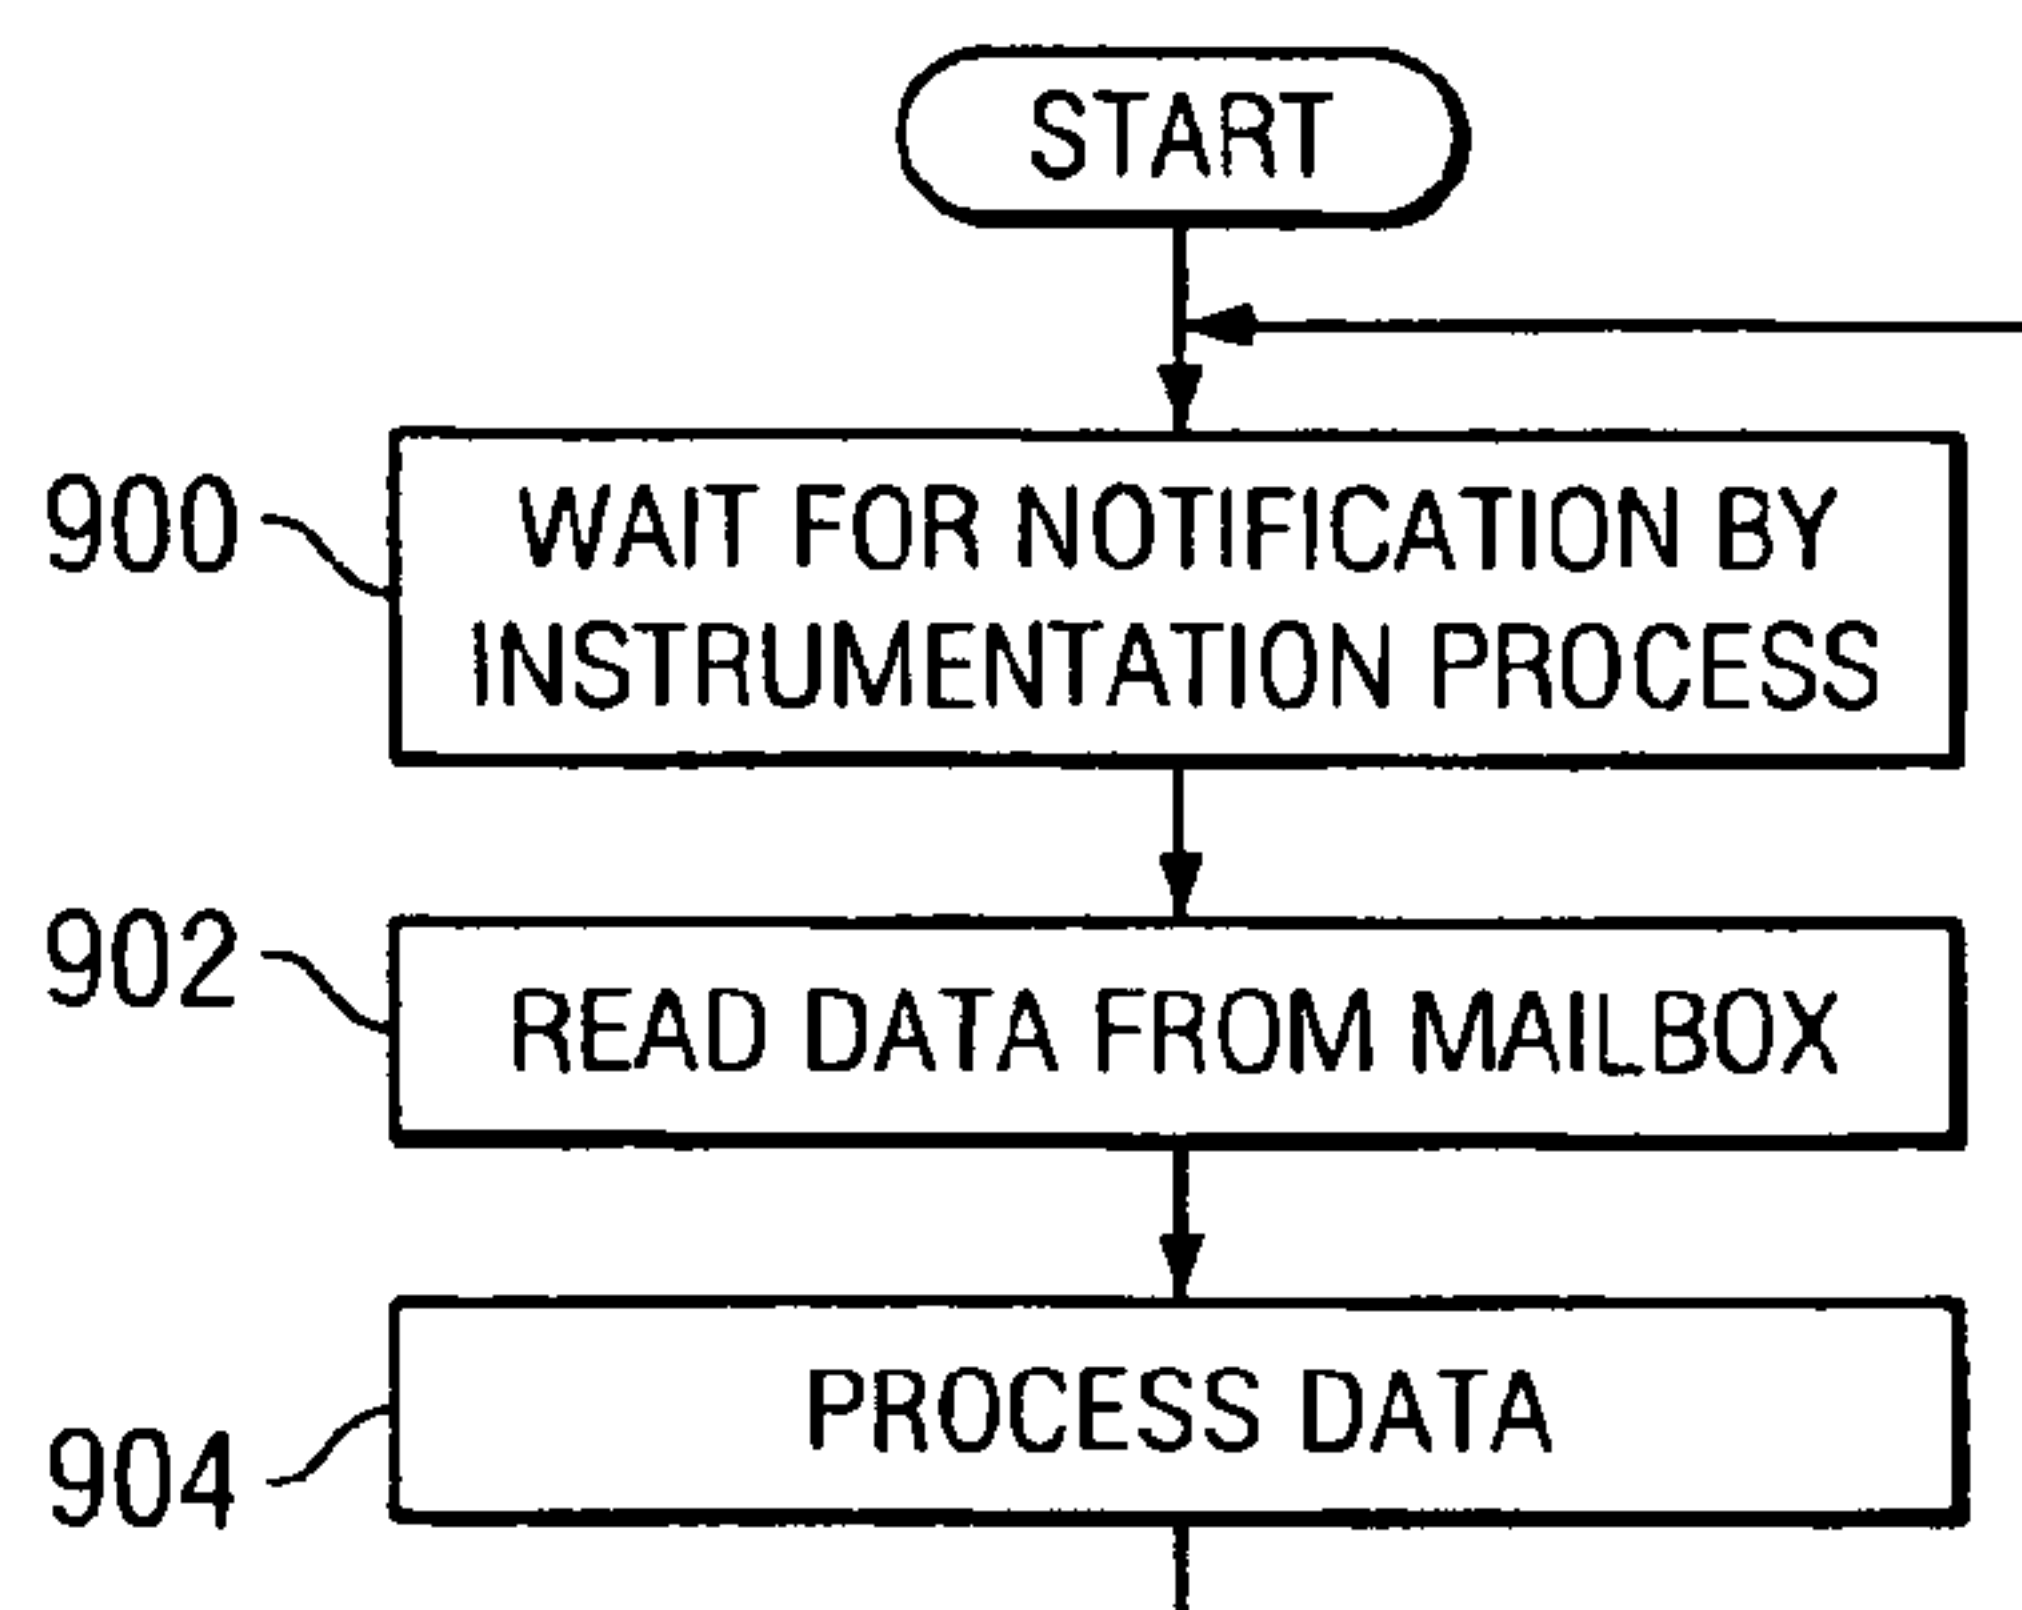 START
900
WAIT FOR NOTIFICATION BY
INSTRUMENTATION PROCESS
902
READ DATA FROM MAILBOX
904
PROCESS DATA